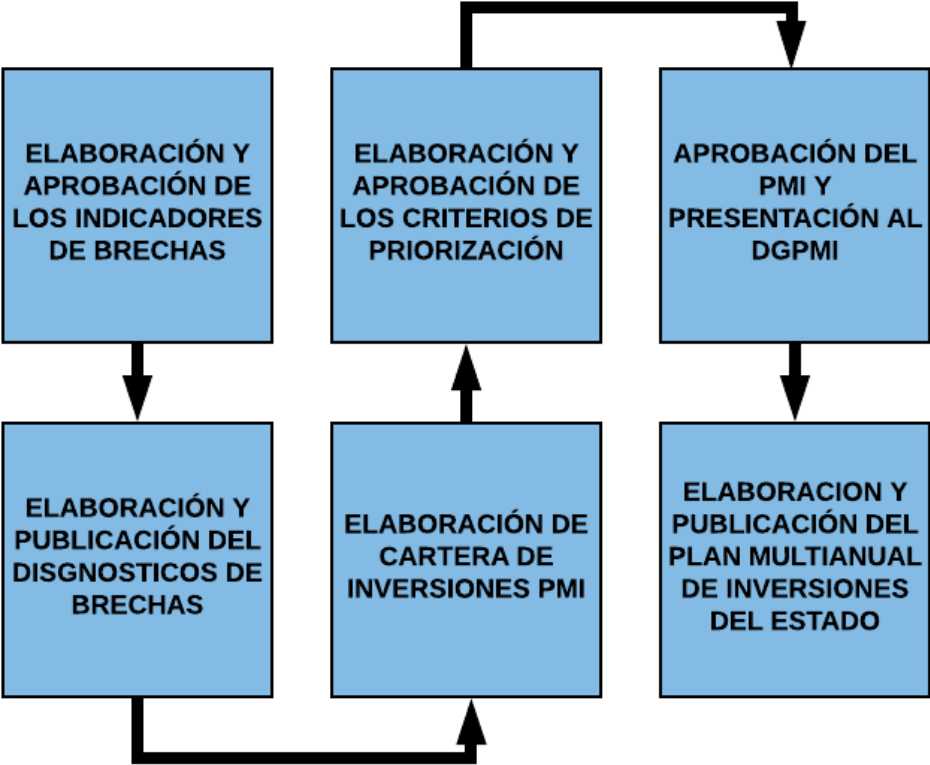 ELABORACIÓN Y
APROBACIÓN DE
LOS INDICADORES
DE BRECHAS
ELABORACIÓN Y
PUBLICACIÓN DEL
DISGNOSTICOS DE
BRECHAS
ELABORACIÓN DE
CARTERA DE
INVERSIONES PMI
ELABORACIÓN Y
APROBACIÓN DE
LOS CRITERIOS DE
PRIORIZACIÓN
APROBACIÓN DEL
PMI Y
PRESENTACIÓN AL
DGPMI
ELABORACION Y
PUBLICACIÓN DEL
PLAN MULTIANUAL
DE INVERSIONES
DEL ESTADO